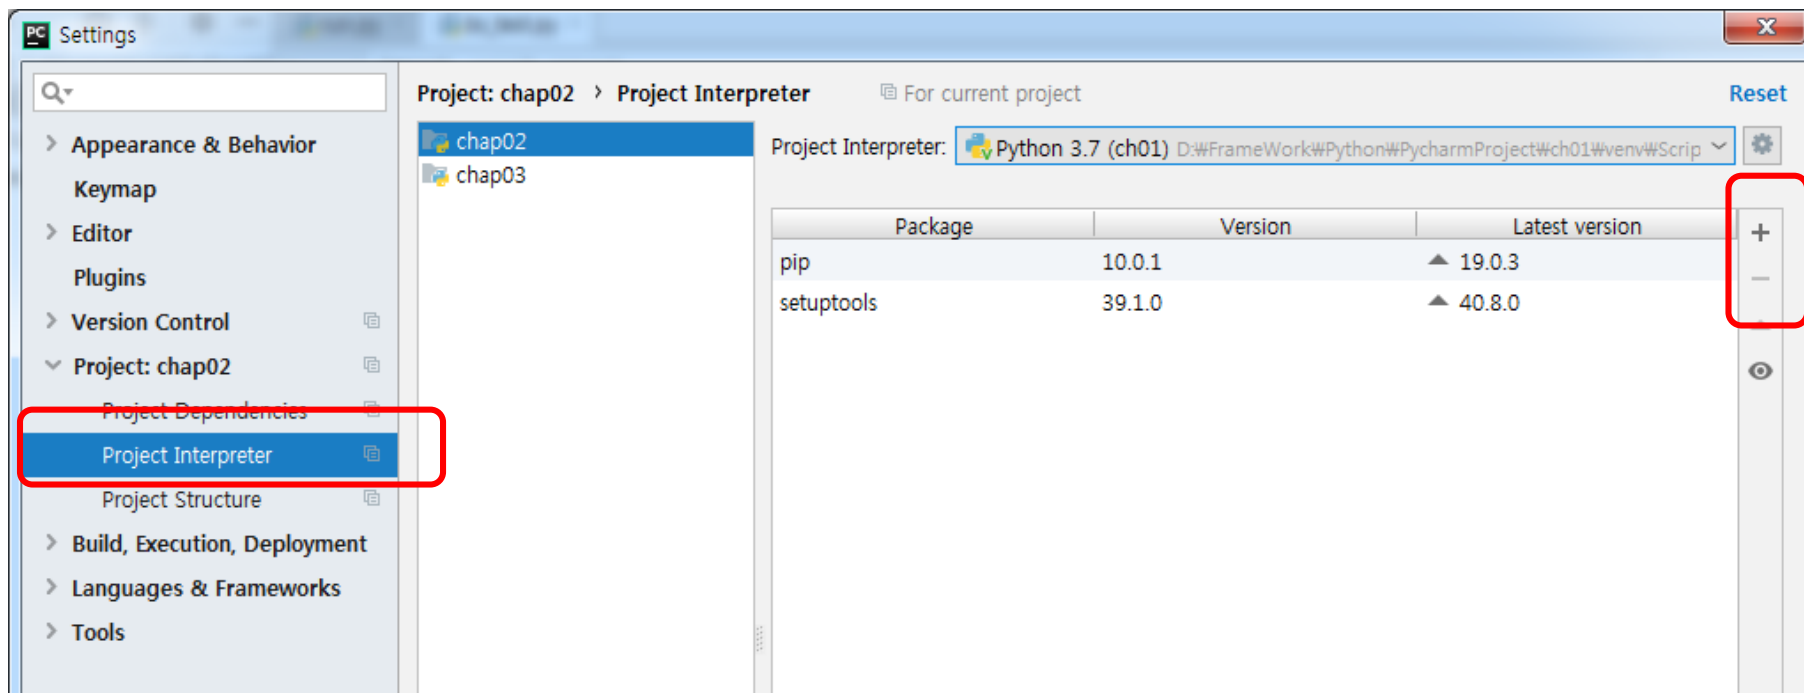 PC Settings
Project: chap02 › Project Interpreter For current project Reset
Appearance & Behavior
Keymap
Editor
Plugins
Version Control
Project: chap02
Project Dependencies
Project Interpreter
Project Structure
Build, Execution, Deployment
Languages & Frameworks
Tools
chap02
chap03
Project Interpreter: Python 3.7 (ch01) D:₩FrameWork₩Python₩PycharmProject₩ch01₩venv₩Scrip
Package Version Latest version
pip 10.0.1 19.0.3
setuptools 39.1.0 40.8.0